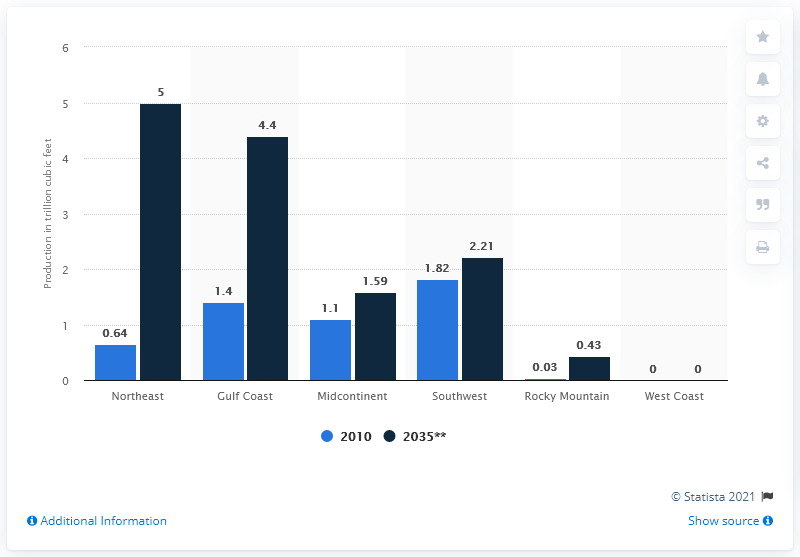 6
5
4
3
2
1
0
Production in trillion cubic feet
0.64
5
1.4
4.4
1.1
1.59
1.82
2.21
0.03
0.43
0
0
Northeast
Gulf Coast
Midcontinent
Southwest
Rocky Mountain
West Coast
2010
2035**
© Statista 2021
Additional Information
Show source